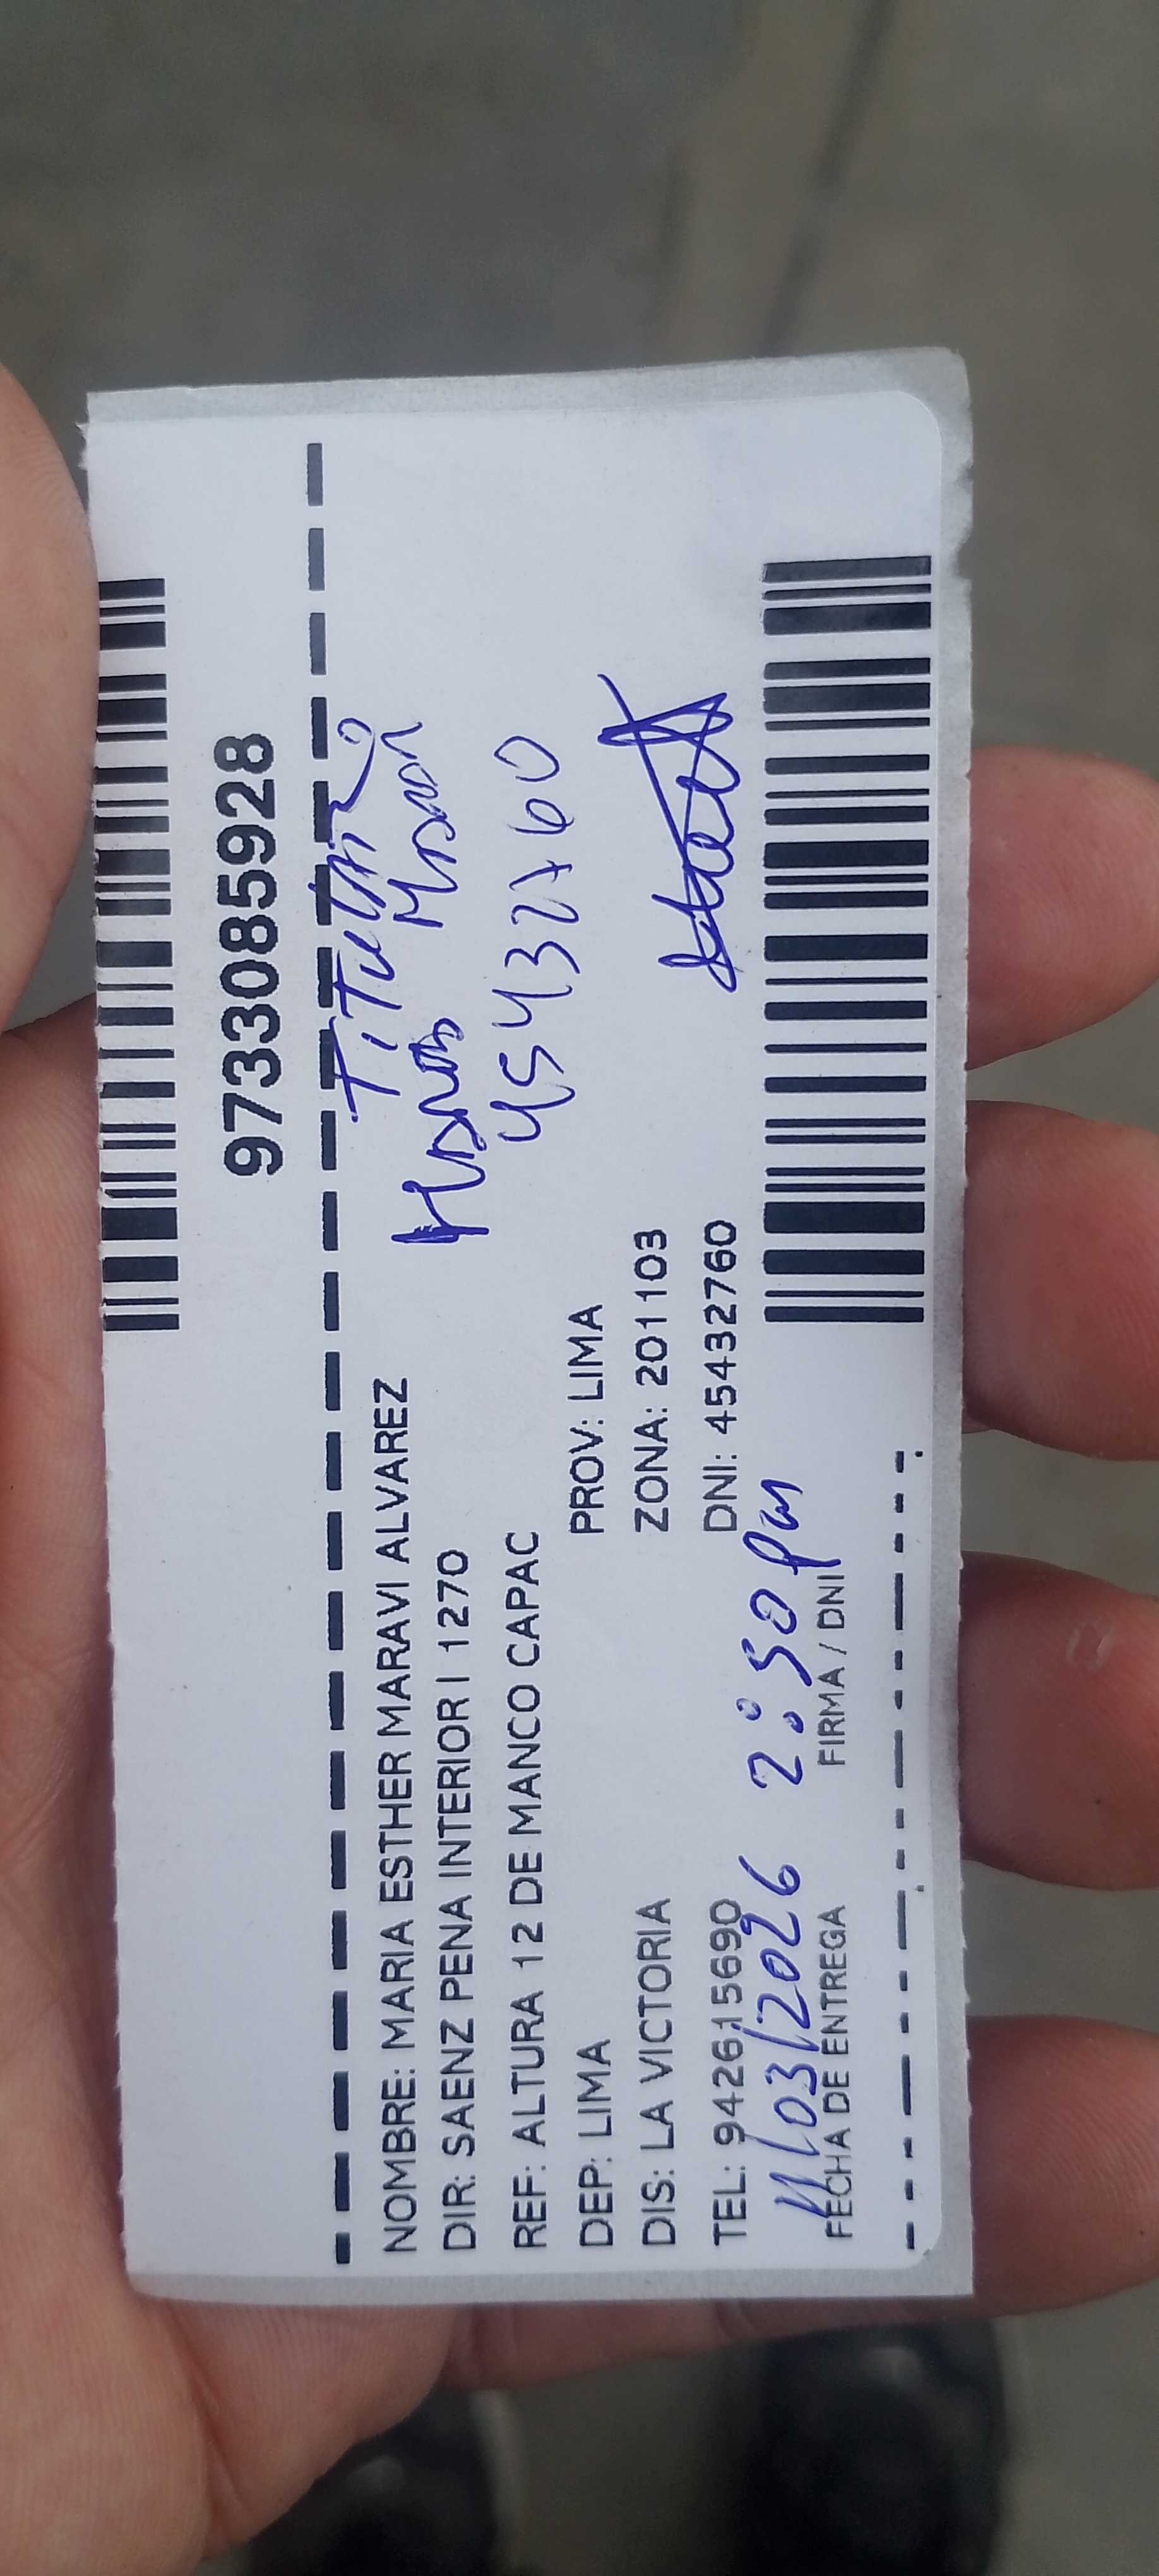 9733085928
TiTulAR
MARAVI
45432760
NOMBRE: MARIA ESTHER MARAVI ALVAREZ
DIR: SAENZ PENA INTERIOR I 1270
REF: ALTURA 12 DE MANCO CAPAC
DEP: LIMA PROV: LIMA
DIS: LA VICTORIA ZONA: 201103
TEL: 942615690 DNI: 45432760
11/03/2026 2:50 pm
FECHA DE ENTREGA FIRMA / DNI